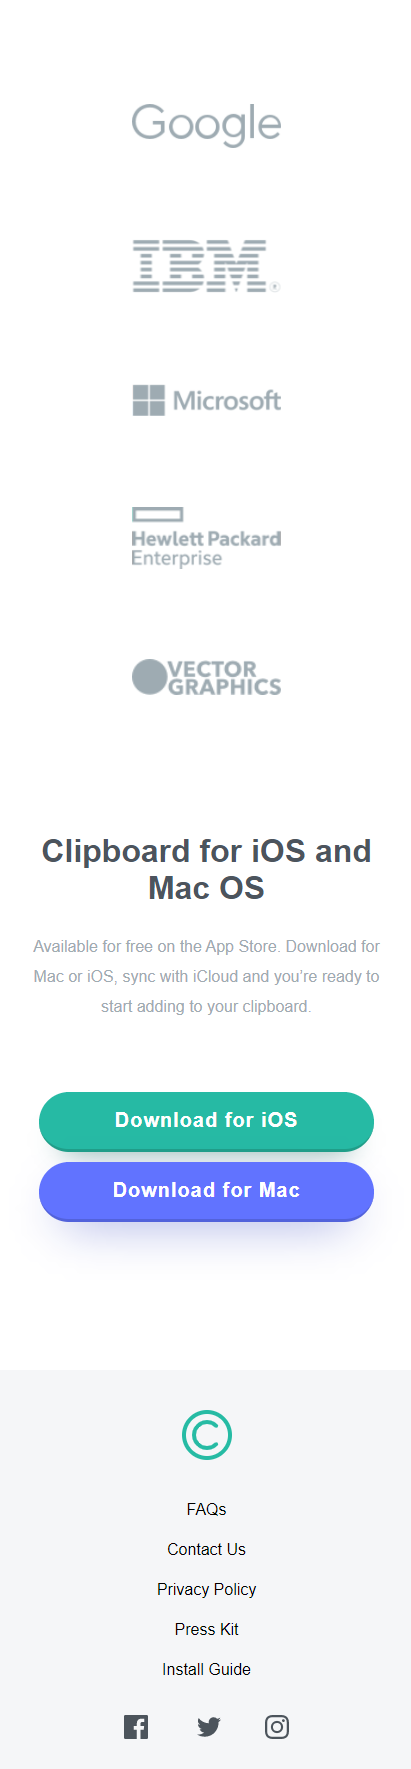 Google
IBM®
Microsoft
Hewlett Packard
Enterprise
VECTOR
GRAPHICS
Clipboard for iOS and
Mac OS
Available for free on the App Store. Download for
Mac or iOS, sync with iCloud and you’re ready to
start adding to your clipboard.
Download for iOS
Download for Mac
FAQs
Contact Us
Privacy Policy
Press Kit
Install Guide